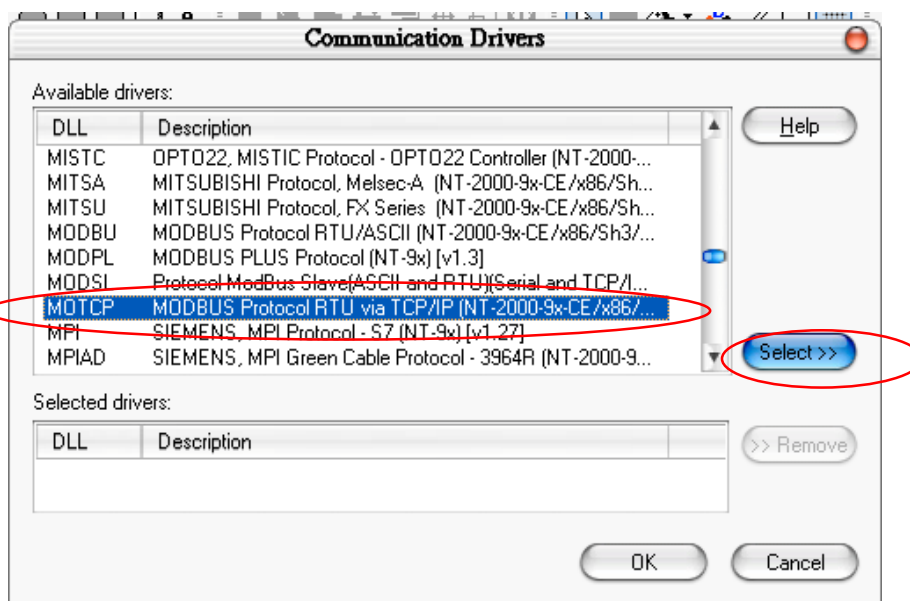 Communication Drivers
Available drivers:
DLL Description
MISTC OPTO22, MISTIC Protocol - OPTO22 Controller (NT-2000-...
MITSA MITSUBISHI Protocol, Melsec-A (NT-2000-9x-CE/x86/Sh...
MITSU MITSUBISHI Protocol, FX Series (NT-2000-9x-CE/x86/Sh...
MODBU MODBUS Protocol RTU/ASCII (NT-2000-9x-CE/x86/Sh3/...
MODPL MODBUS PLUS Protocol (NT-9x) [v1.3]
MODSL Protocol ModBus Slave(ASCII and RTU)(Serial and TCP/I...
MOTCP MODBUS Protocol RTU via TCP/IP (NT-2000-9x-CE/x86/...
MPI SIEMENS, MPI Protocol - S7 (NT-9x) [v1.27]
MPIAD SIEMENS, MPI Green Cable Protocol - 3964R (NT-2000-9...
Help
Select >>
Selected drivers:
DLL Description
>> Remove
OK Cancel